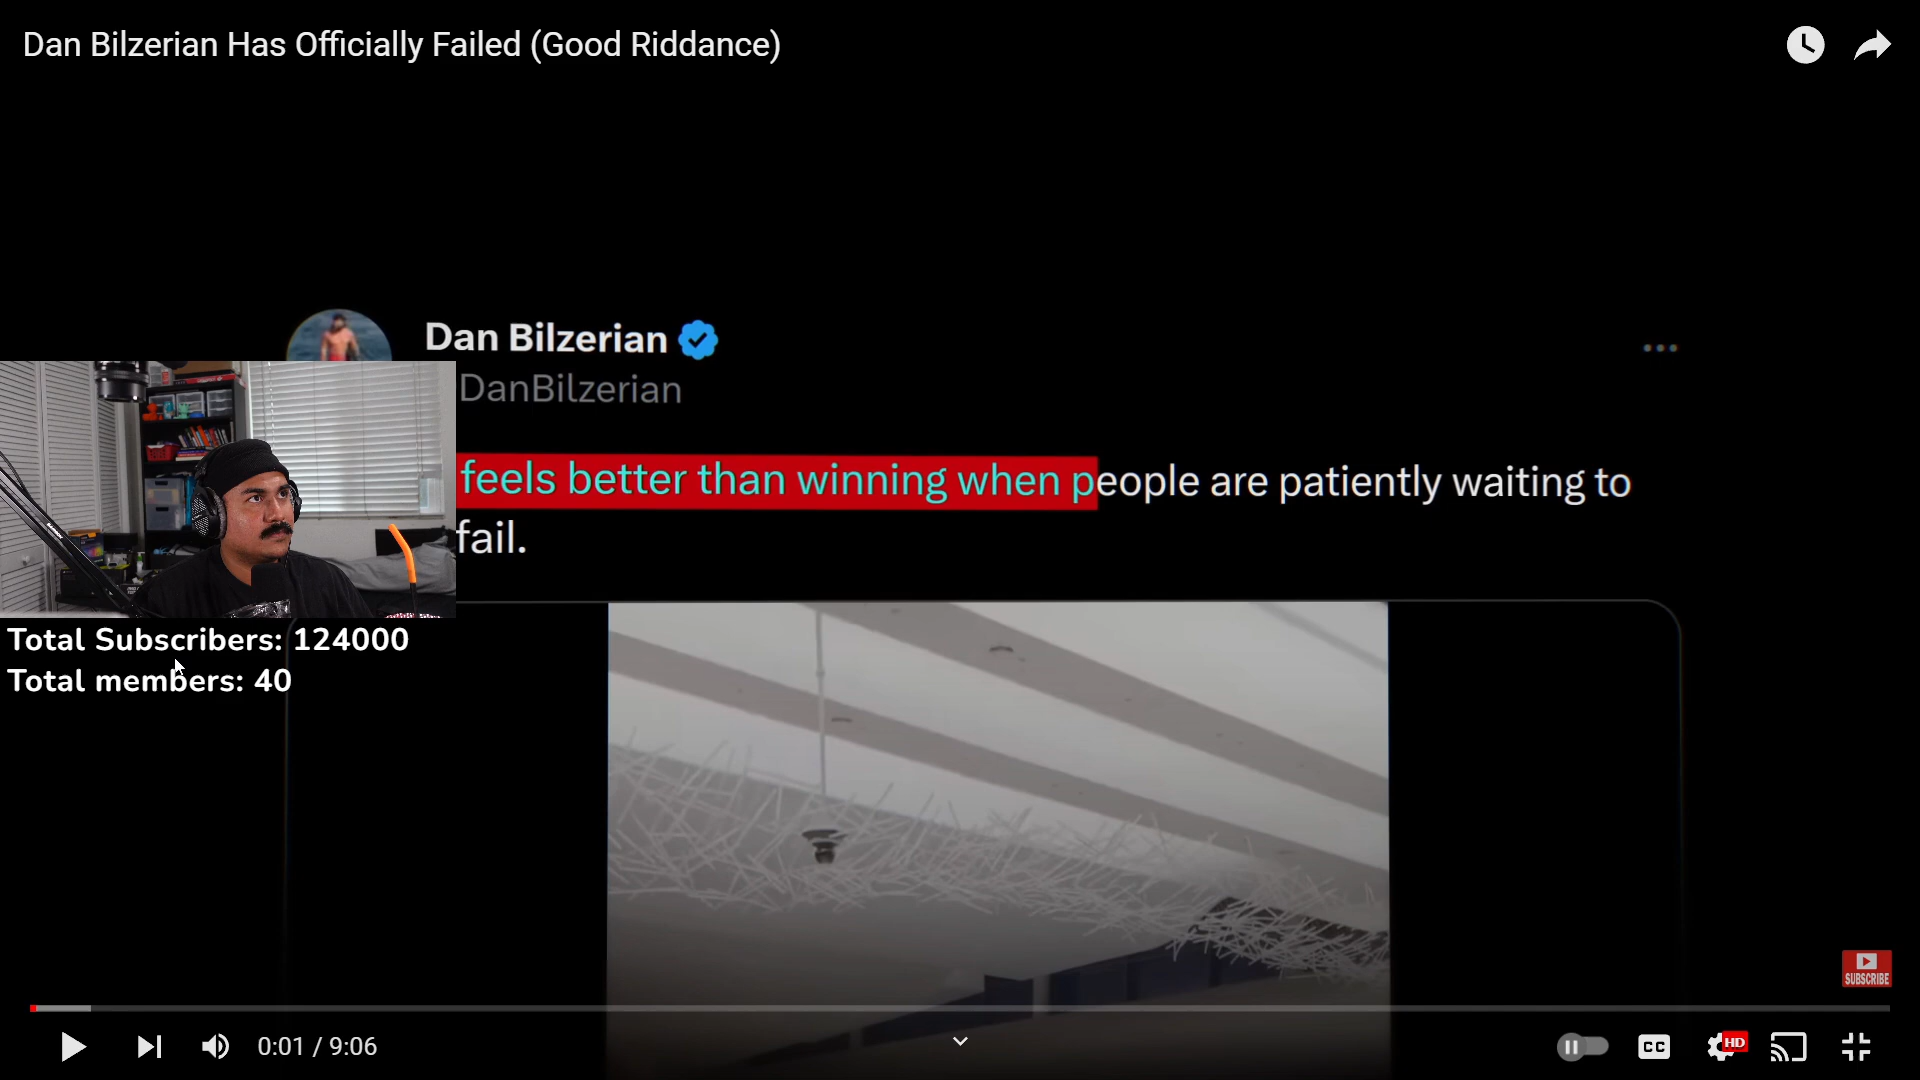 Dan Bilzerian Has Officially Failed (Good Riddance)
Dan Bilzerian
DanBilzerian
feels better than winning when people are patiently waiting to
fail.
Total Subscribers: 124000
Total members: 40
SUBSCRIBE
0:01 / 9:06
CC
HD